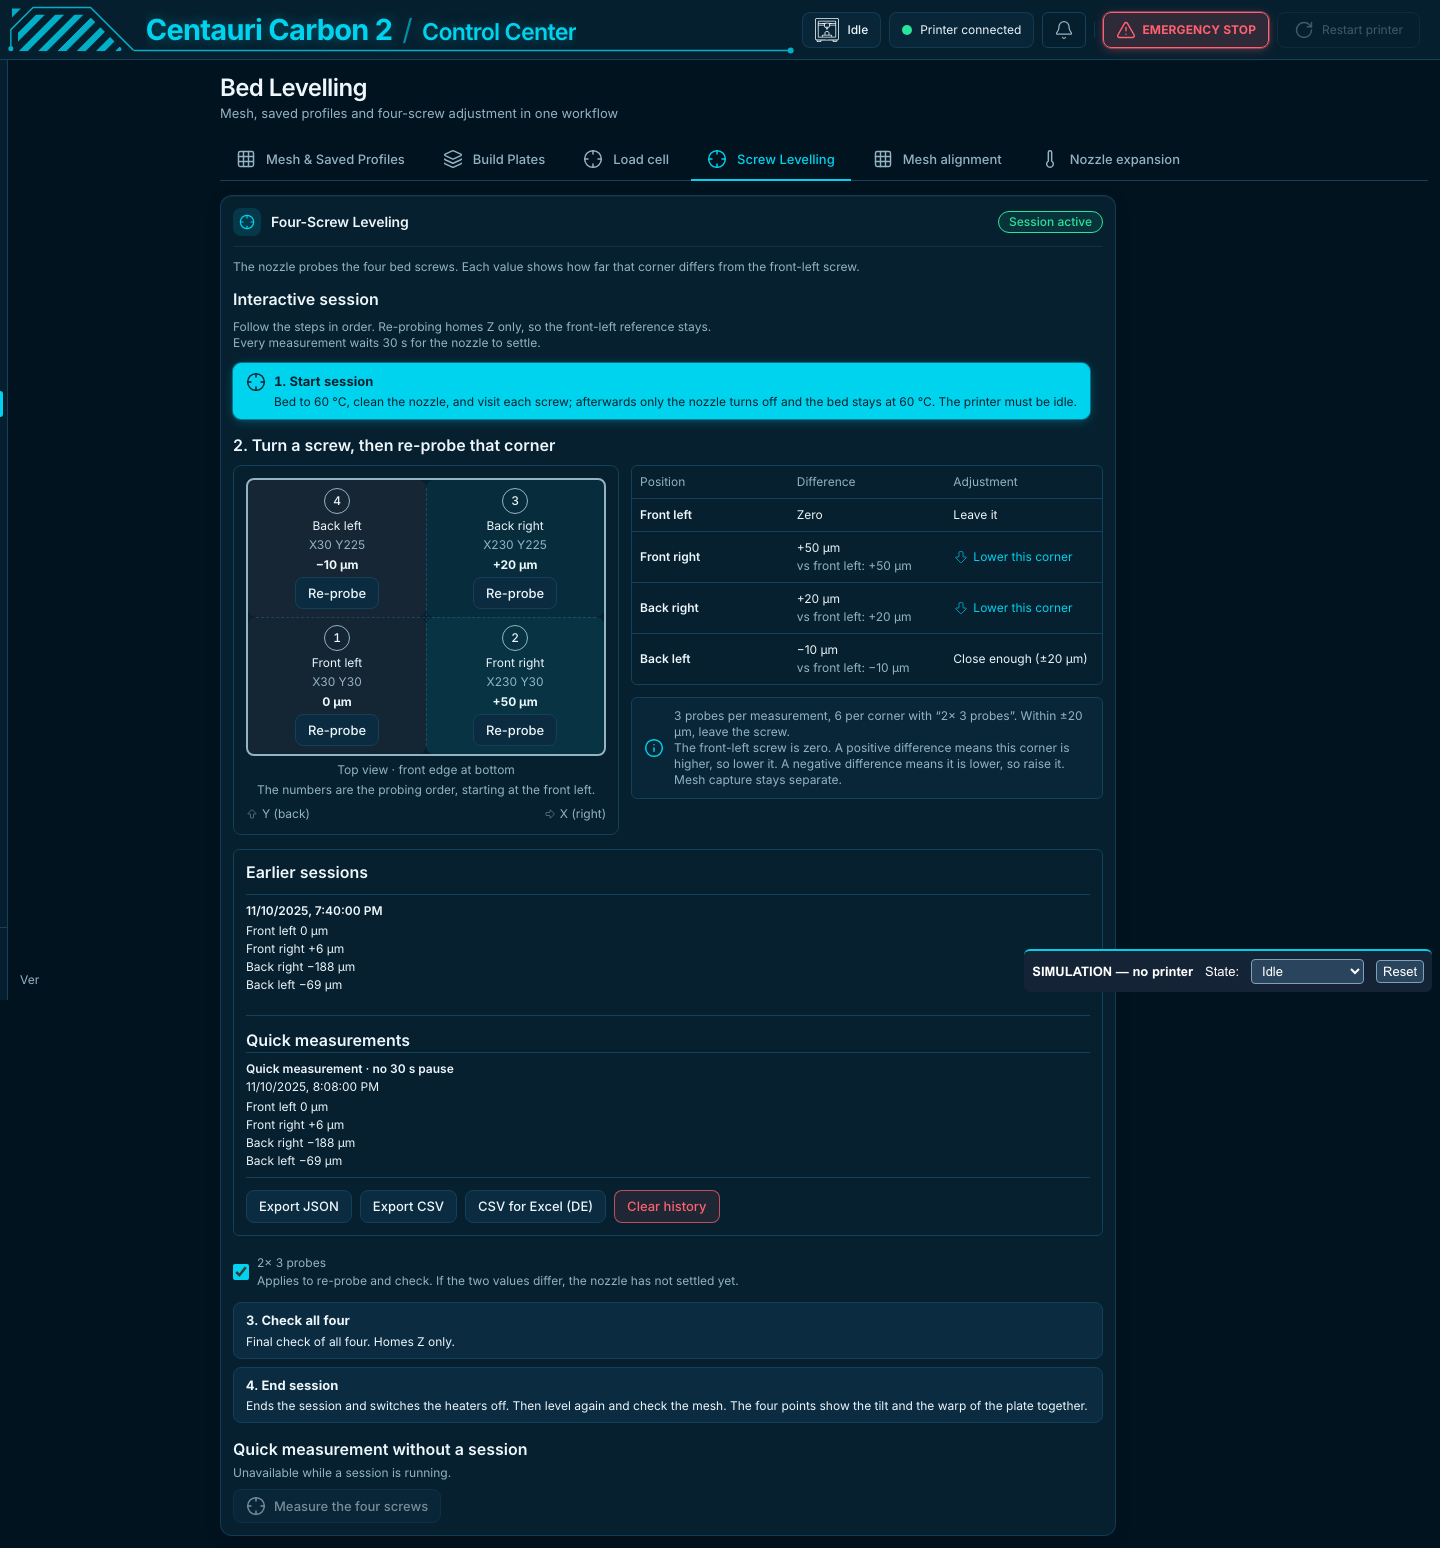 Centauri Carbon 2 / Control Center
Idle
Printer connected
EMERGENCY STOP
Restart printer
Bed Levelling
Mesh, saved profiles and four-screw adjustment in one workflow
Mesh & Saved Profiles
Build Plates
Load cell
Screw Levelling
Mesh alignment
Nozzle expansion
Four-Screw Leveling
Session active
The nozzle probes the four bed screws. Each value shows how far that corner differs from the front-left screw.
Interactive session
Follow the steps in order. Re-probing homes Z only, so the front-left reference stays.
Every measurement waits 30 s for the nozzle to settle.
1. Start session
Bed to 60 °C, clean the nozzle, and visit each screw; afterwards only the nozzle turns off and the bed stays at 60 °C. The printer must be idle.
2. Turn a screw, then re-probe that corner
4
Back left
X30 Y225
−10 µm
Re-probe
3
Back right
X230 Y225
+20 µm
Re-probe
1
Front left
X30 Y30
0 µm
Re-probe
2
Front right
X230 Y30
+50 µm
Re-probe
Top view · front edge at bottom
The numbers are the probing order, starting at the front left.
Y (back)
X (right)
Position Difference Adjustment
Front left Zero Leave it
Front right +50 µm Lower this corner
vs front left: +50 µm
Back right +20 µm Lower this corner
vs front left: +20 µm
Back left −10 µm Close enough (±20 µm)
vs front left: −10 µm
3 probes per measurement, 6 per corner with “2× 3 probes”. Within ±20
µm, leave the screw.
The front-left screw is zero. A positive difference means this corner is
higher, so lower it. A negative difference means it is lower, so raise it.
Mesh capture stays separate.
Earlier sessions
11/10/2025, 7:40:00 PM
Front left 0 µm
Front right +6 µm
Back right −188 µm
Back left −69 µm
Ver
SIMULATION — no printer State: Idle Reset
Quick measurements
Quick measurement · no 30 s pause
11/10/2025, 8:08:00 PM
Front left 0 µm
Front right +6 µm
Back right −188 µm
Back left −69 µm
Export JSON
Export CSV
CSV for Excel (DE)
Clear history
2× 3 probes
Applies to re-probe and check. If the two values differ, the nozzle has not settled yet.
3. Check all four
Final check of all four. Homes Z only.
4. End session
Ends the session and switches the heaters off. Then level again and check the mesh. The four points show the tilt and the warp of the plate together.
Quick measurement without a session
Unavailable while a session is running.
Measure the four screws